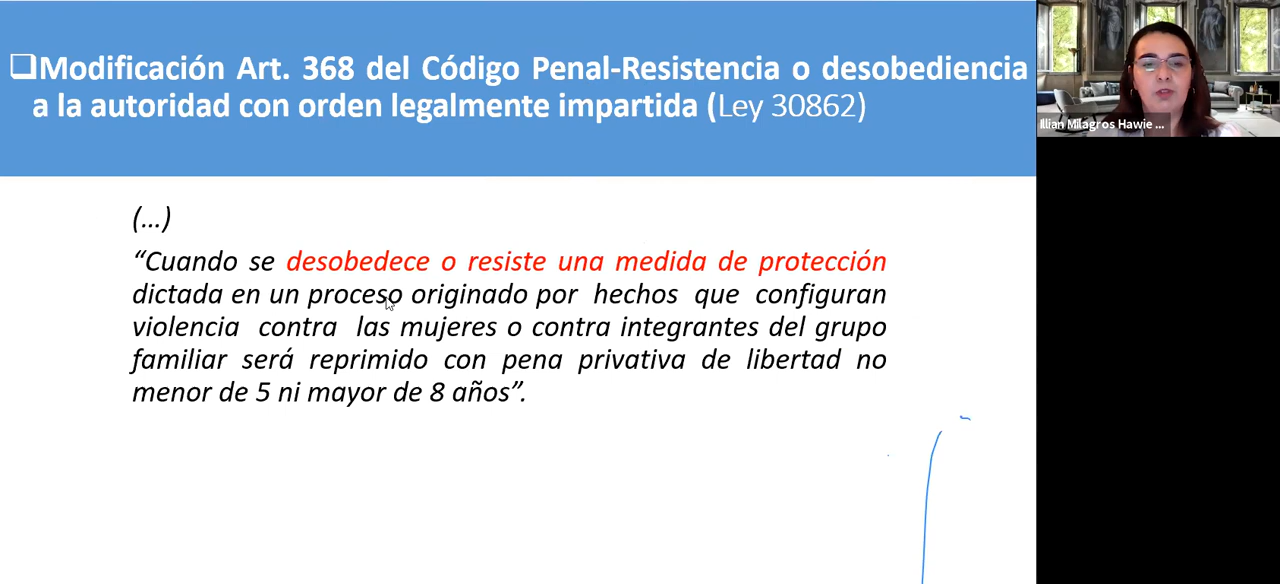 ❑Modificación Art. 368 del Código Penal-Resistencia o desobediencia
a la autoridad con orden legalmente impartida (Ley 30862)
(...)
“Cuando se desobedece o resiste una medida de protección
dictada en un proceso originado por hechos que configuran
violencia contra las mujeres o contra integrantes del grupo
familiar será reprimido con pena privativa de libertad no
menor de 5 ni mayor de 8 años”.
Illian Milagros Hawie ...